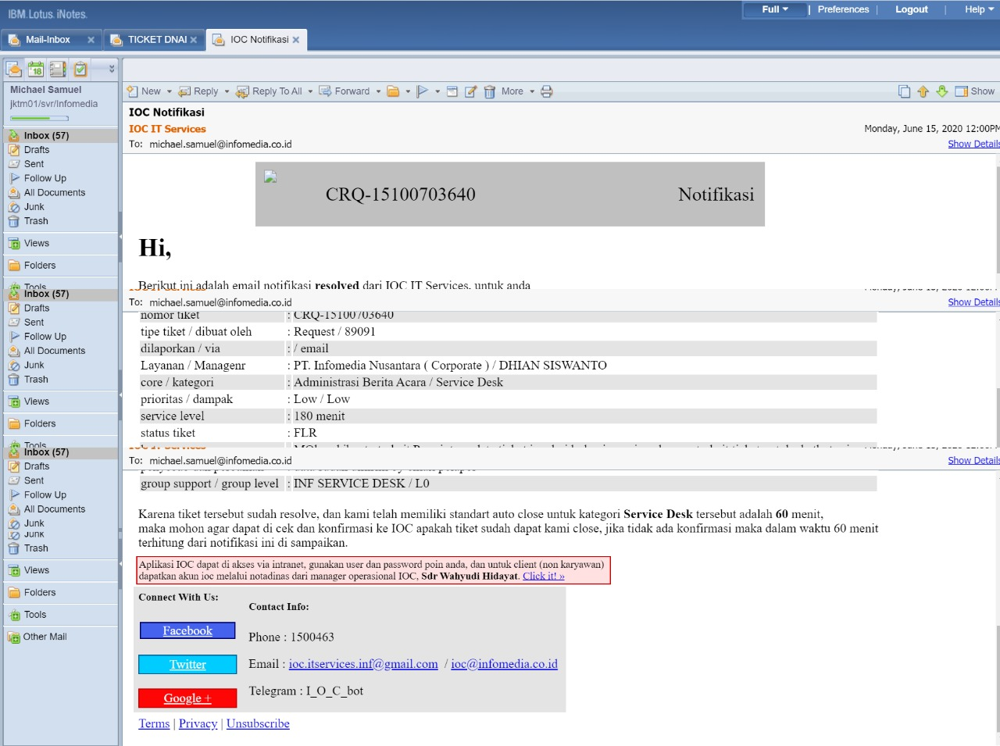 IBM. Lotus. iNotes.
Full
Preferences
Logout
Help
Mail-Inbox
TICKET DNAI
IOC Notifikasi
18
Michael Samuel
jktm01/svr/Infomedia
Inbox (57)
Drafts
Sent
Follow Up
All Documents
Junk
Trash
Views
Folders
Tools
Inbox (57)
Drafts
Sent
Follow Up
All Documents
Junk
Trash
Views
Folders
Tools
Inbox (57)
Drafts
Sent
Follow Up
All Documents
Junk
Junk
Trash
Views
Folders
Tools
Other Mail
New Reply Reply To All Forward More Show
IOC Notifikasi
IOC IT Services
Monday, June 15, 2020 12:00PM
To: michael.samuel@infomedia.co.id
Show Details
CRQ-15100703640 Notifikasi
Hi,
Berikut ini adalah email notifikasi resolved dari IOC IT Services, untuk anda
To: michael.samuel@infomedia.co.id
Show Details
nomor tiket : CRQ-15100703640
tipe tiket / dibuat oleh : Request / 89091
dilaporkan / via : / email
Layanan / Managenr : PT. Infomedia Nusantara ( Corporate ) / DHIAN SISWANTO
core / kategori : Administrasi Berita Acara / Service Desk
prioritas / dampak : Low / Low
service level : 180 menit
status tiket : FLR
To: michael.samuel@infomedia.co.id
Show Details
group support / group level : INF SERVICE DESK / L0
Karena tiket tersebut sudah resolve, dan kami telah memiliki standart auto close untuk kategori Service Desk tersebut adalah 60 menit,
maka mohon agar dapat di cek dan konfirmasi ke IOC apakah tiket sudah dapat kami close, jika tidak ada konfirmasi maka dalam waktu 60 menit
terhitung dari notifikasi ini di sampaikan.
Aplikasi IOC dapat di akses via intranet, gunakan user dan password poin anda, dan untuk client (non karyawan)
dapatkan akun ioc melalui notadinas dari manager operasional IOC, Sdr Wahyudi Hidayat. Click it! »
Connect With Us:
Facebook
Twitter
Google +
Contact Info:
Phone : 1500463
Email : ioc.itservices.inf@gmail.com / ioc@infomedia.co.id
Telegram : I_O_C_bot
Terms | Privacy | Unsubscribe